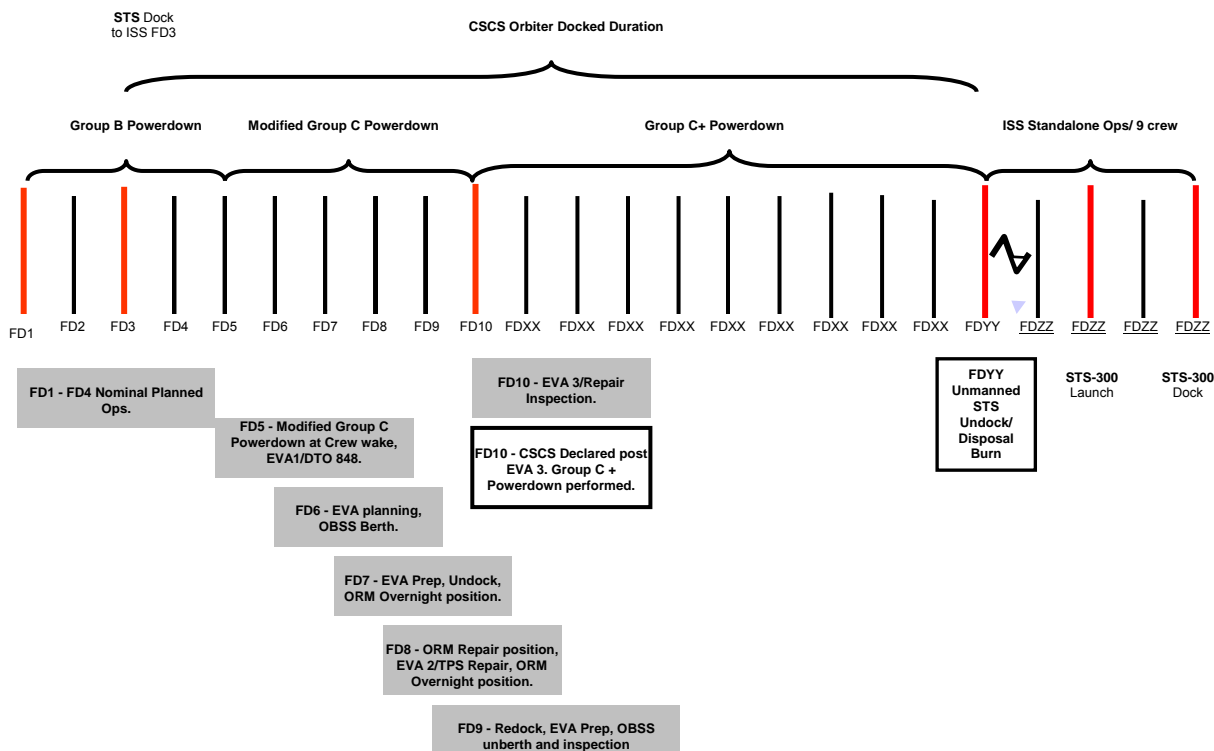 STS Dock
to ISS FD3
CSCS Orbiter Docked Duration
Group B Powerdown
Modified Group C Powerdown
Group C+ Powerdown
ISS Standalone Ops/ 9 crew
FD1
FD2
FD3
FD4
FD5
FD6
FD7
FD8
FD9
FD10
FDXX
FDXX
FDXX
FDXX
FDXX
FDXX
FDXX
FDXX
FDXX
FDYY
FDZZ
FDZZ
FDZZ
FDZZ
FD1 - FD4 Nominal Planned
Ops.
FD5 - Modified Group C
Powerdown at Crew wake,
EVA1/DTO 848.
FD6 - EVA planning,
OBSS Berth.
FD7 - EVA Prep, Undock,
ORM Overnight position.
FD8 - ORM Repair position,
EVA 2/TPS Repair, ORM
Overnight position.
FD9 - Redock, EVA Prep, OBSS
unberth and inspection
FD10 - EVA 3/Repair
Inspection.
FD10 - CSCS Declared post
EVA 3. Group C +
Powerdown performed.
FDYY
Unmanned
STS
Undock/
Disposal
Burn
STS-300
Launch
STS-300
Dock